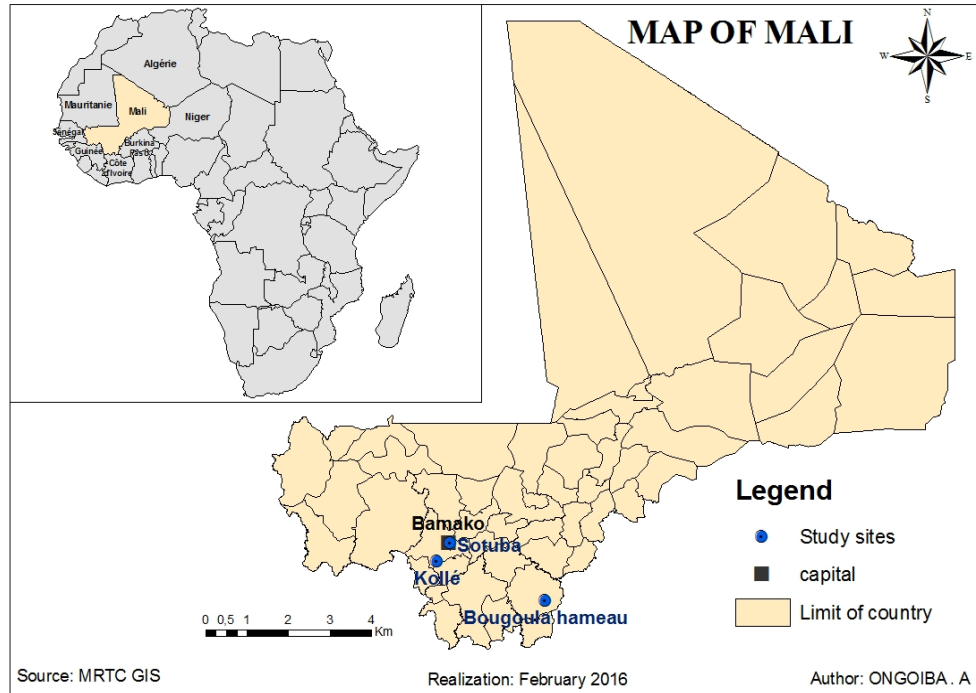 MAP OF MALI
N
W E
S
Algérie
Mauritanie
Mali
Niger
Sénégal
Burkina
Guinée
Côte
d'Ivoire
Bamako
Sotuba
Kollé
Bougoula hameau
Legend
Study sites
capital
Limit of country
0 0,5 1 2 3 4
Km
Source: MRTC GIS
Realization: February 2016
Author: ONGOIBA . A